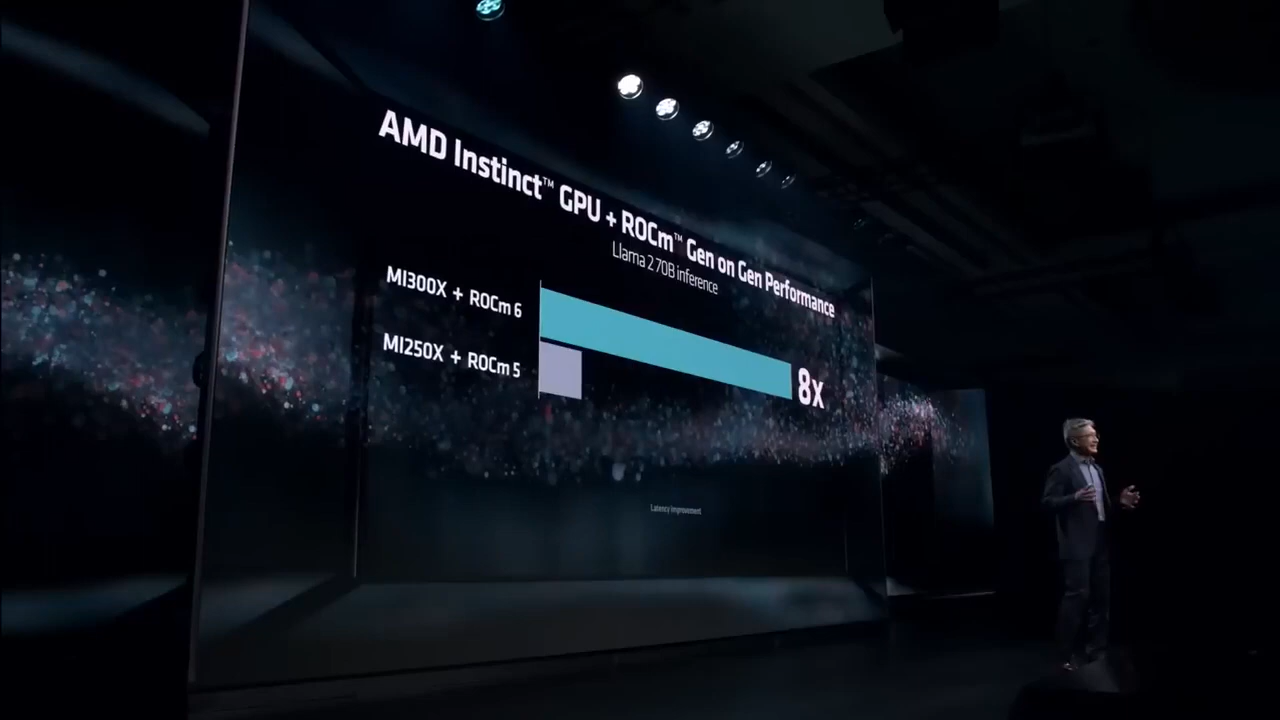 AMD Instinct™ GPU + ROCm™ Gen on Gen Performance
Llama 2 70B inference
MI300X + ROCm 6
MI250X + ROCm 5
8x
Latency Improvement